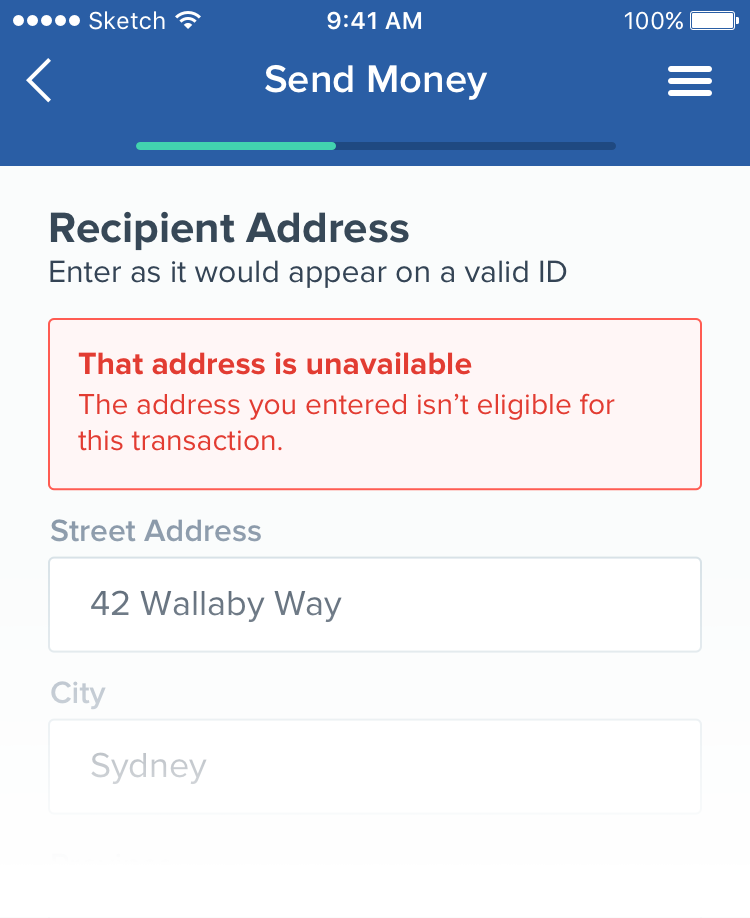 Sketch 9:41 AM 100%
Send Money
Recipient Address
Enter as it would appear on a valid ID
That address is unavailable
The address you entered isn’t eligible for
this transaction.
Street Address
42 Wallaby Way
City
Sydney